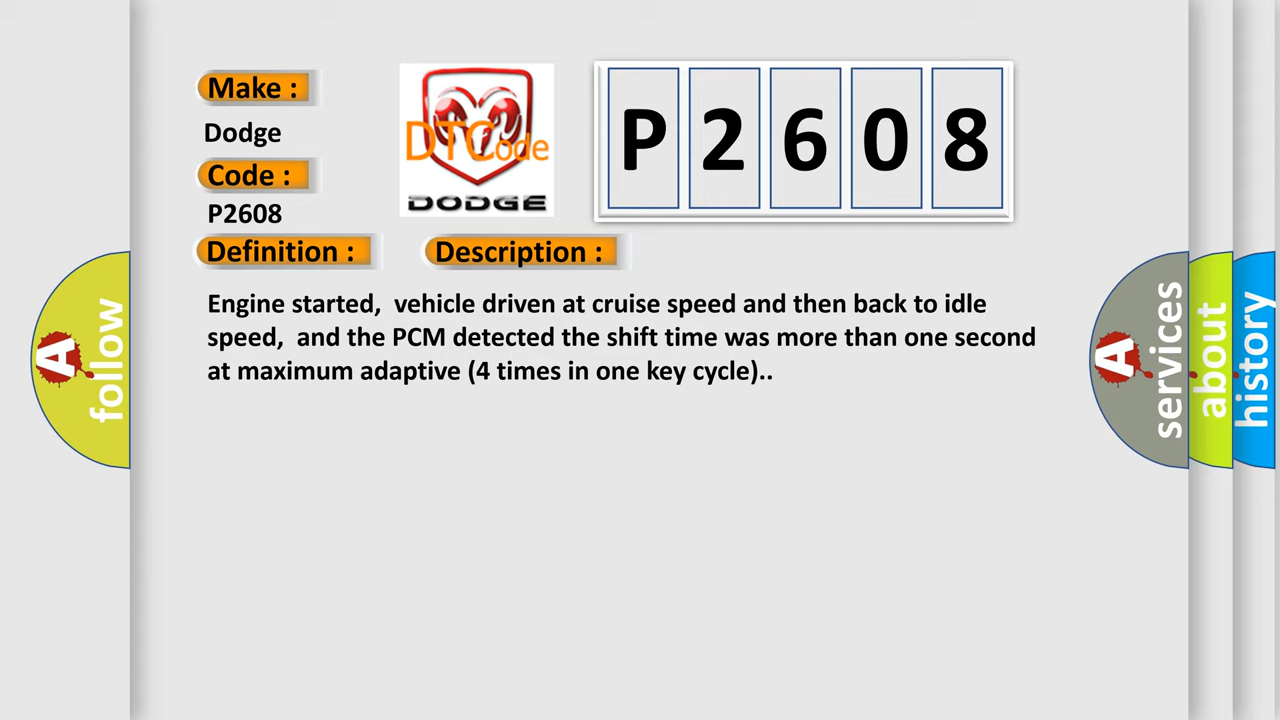 Make :
Dodge
Code :
P2608
Definition :
Description :
DTCode
DODGE
P 2 6 0 8
Engine started,  vehicle driven at cruise speed and then back to idle
speed,  and the PCM detected the shift time was more than one second
at maximum adaptive (4 times in one key cycle)..
A follow
A services
about
history